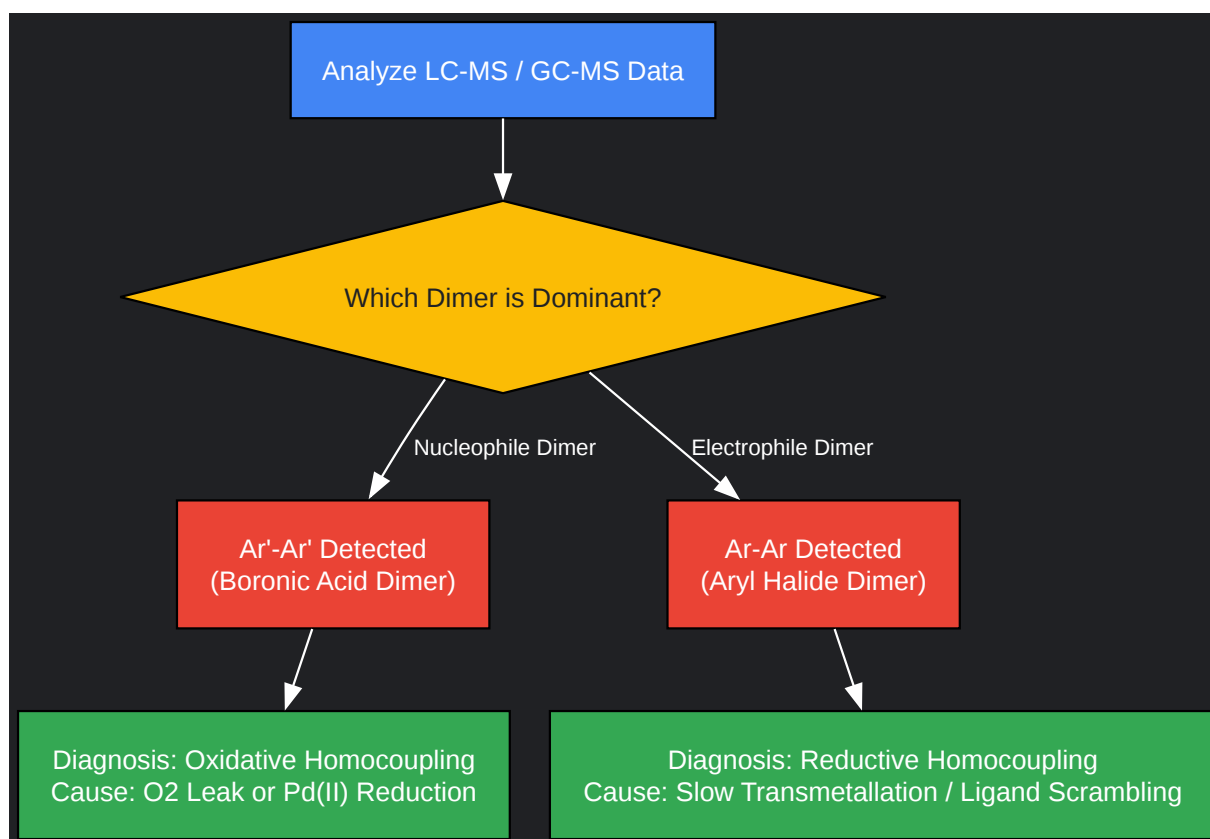 Analyze LC-MS / GC-MS Data
Which Dimer is Dominant?
Nucleophile Dimer
Electrophile Dimer
Ar'-Ar' Detected
(Boronic Acid Dimer)
Ar-Ar Detected
(Aryl Halide Dimer)
Diagnosis: Oxidative Homocoupling
Cause: O2 Leak or Pd(II) Reduction
Diagnosis: Reductive Homocoupling
Cause: Slow Transmetallation / Ligand Scrambling